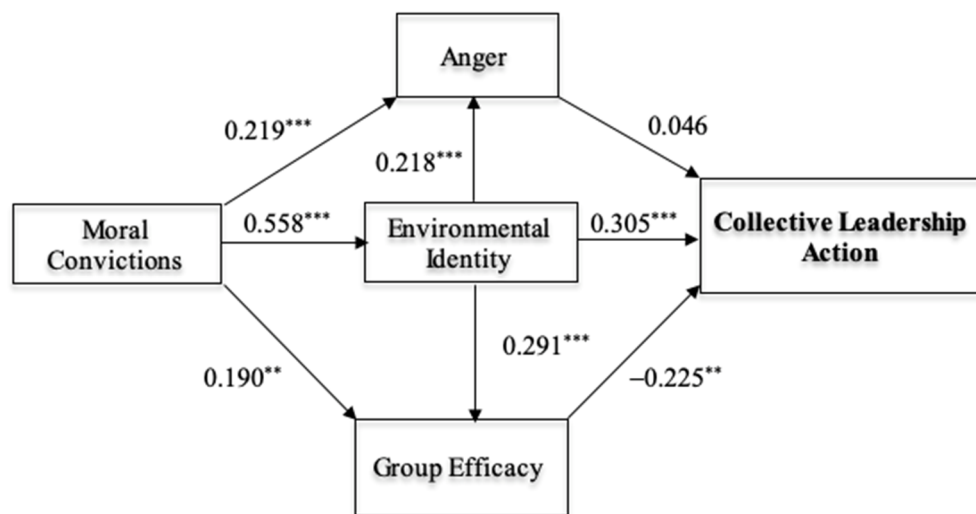 Anger
0.219***
0.046
0.218***
Moral
Convictions
0.558***
Environmental
Identity
0.305***
Collective Leadership
Action
0.190**
0.291***
–0.225**
Group Efficacy